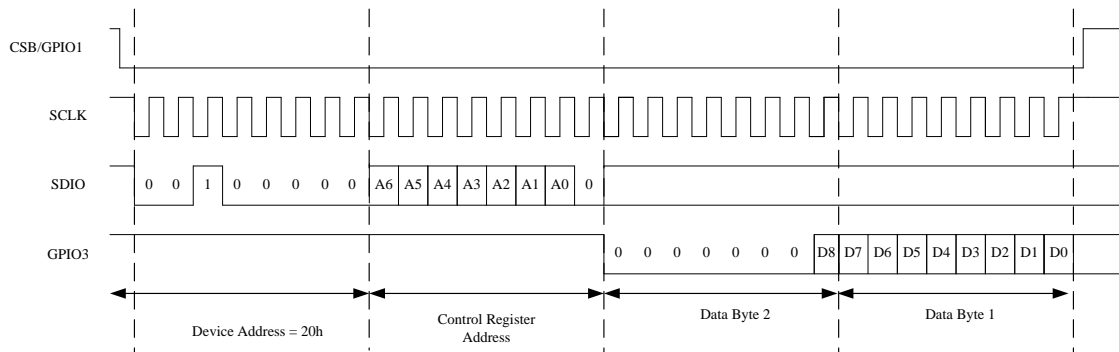 CSB/GPIO1
SCLK
SDIO
0 0 1 0 0 0 0 0 A6 A5 A4 A3 A2 A1 A0 0
GPIO3
0 0 0 0 0 0 0 D8 D7 D6 D5 D4 D3 D2 D1 D0
Device Address = 20h
Control Register
Address
Data Byte 2
Data Byte 1